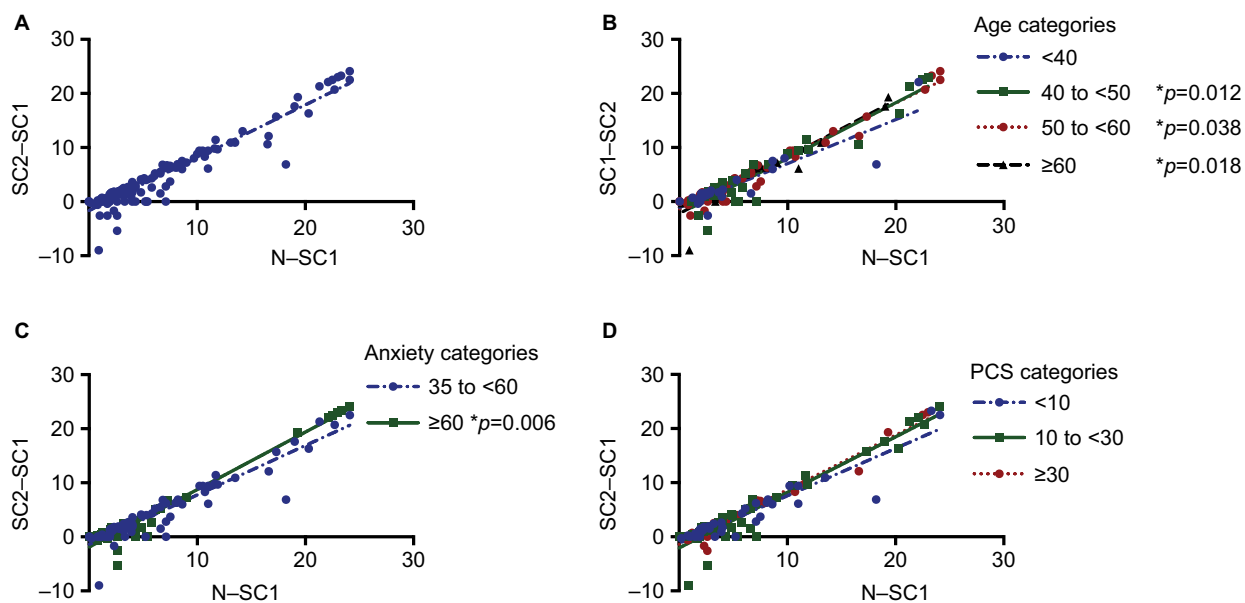 A
30
20
10
0
–10
10
20
30
SC2–SC1
N–SC1
B
30
20
10
0
–10
10
20
30
SC1–SC2
N–SC1
Age categories
<40
40 to <50 *p=0.012
50 to <60 *p=0.038
≥60 *p=0.018
C
30
20
10
0
–10
10
20
30
SC2–SC1
N–SC1
Anxiety categories
35 to <60
≥60 *p=0.006
D
30
20
10
0
–10
10
20
30
SC2–SC1
N–SC1
PCS categories
<10
10 to <30
≥30